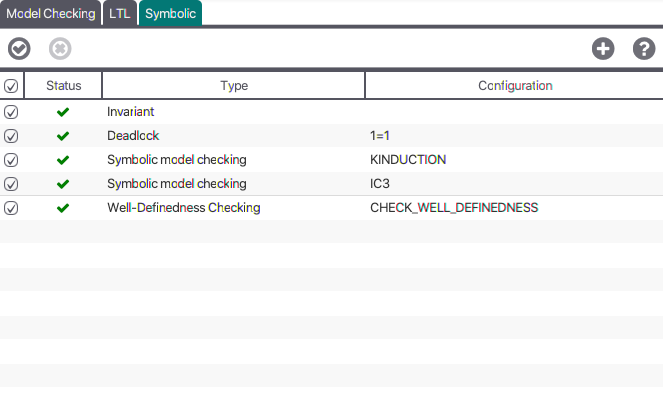 Model Checking LTL Symbolic
Status Type Configuration
Invariant
Deadlock 1=1
Symbolic model checking KINDUCTION
Symbolic model checking IC3
Well-Definedness Checking CHECK_WELL_DEFINEDNESS